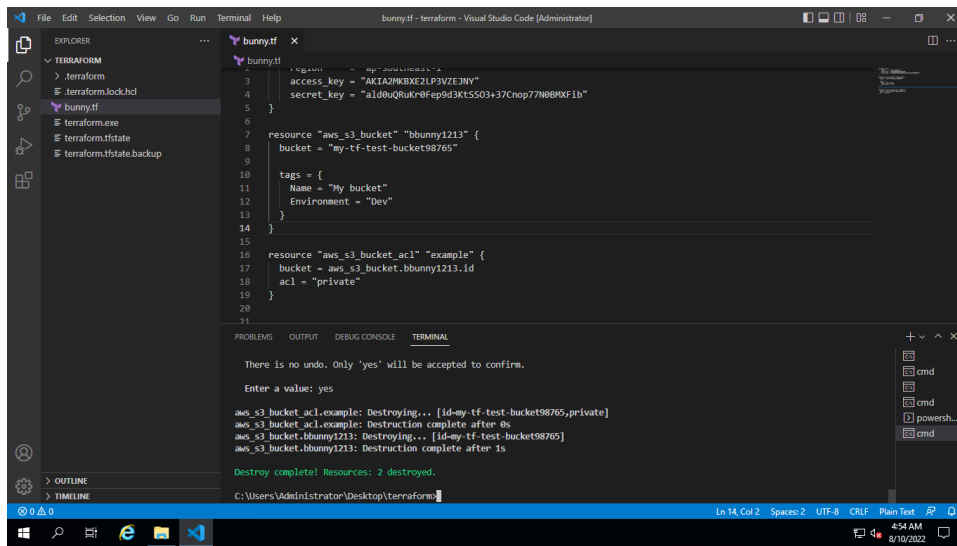 File Edit Selection View Go Run Terminal Help
bunny.tf - terraform - Visual Studio Code [Administrator]
EXPLORER
TERRAFORM
.terraform
.terraform.lock.hcl
bunny.tf
terraform.exe
terraform.tfstate
terraform.tfstate.backup
OUTLINE
TIMELINE
bunny.tf
bunny.tf
2 region = "ap-southeast-1"
3 access_key = "AKIA2MKBXE2LP3VZEJNY"
4 secret_key = "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"
5 }
6
7 resource "aws_s3_bucket" "bbunny1213" {
8 bucket = "my-tf-test-bucket98765"
9
10 tags = {
11 Name = "My bucket"
12 Environment = "Dev"
13 }
14 }
15
16 resource "aws_s3_bucket_acl" "example" {
17 bucket = aws_s3_bucket.bbunny1213.id
18 acl = "private"
19 }
20
21
PROBLEMS OUTPUT DEBUG CONSOLE TERMINAL
There is no undo. Only 'yes' will be accepted to confirm.
Enter a value: yes
aws_s3_bucket_acl.example: Destroying... [id=my-tf-test-bucket98765,private]
aws_s3_bucket_acl.example: Destruction complete after 0s
aws_s3_bucket.bbunny1213: Destroying... [id=my-tf-test-bucket98765]
aws_s3_bucket.bbunny1213: Destruction complete after 1s
Destroy complete! Resources: 2 destroyed.
C:\Users\Administrator\Desktop\terraform>
cmd
cmd
powersh...
cmd
0 0
Ln 14, Col 2 Spaces: 2 UTF-8 CRLF Plain Text
4:54 AM
8/10/2022